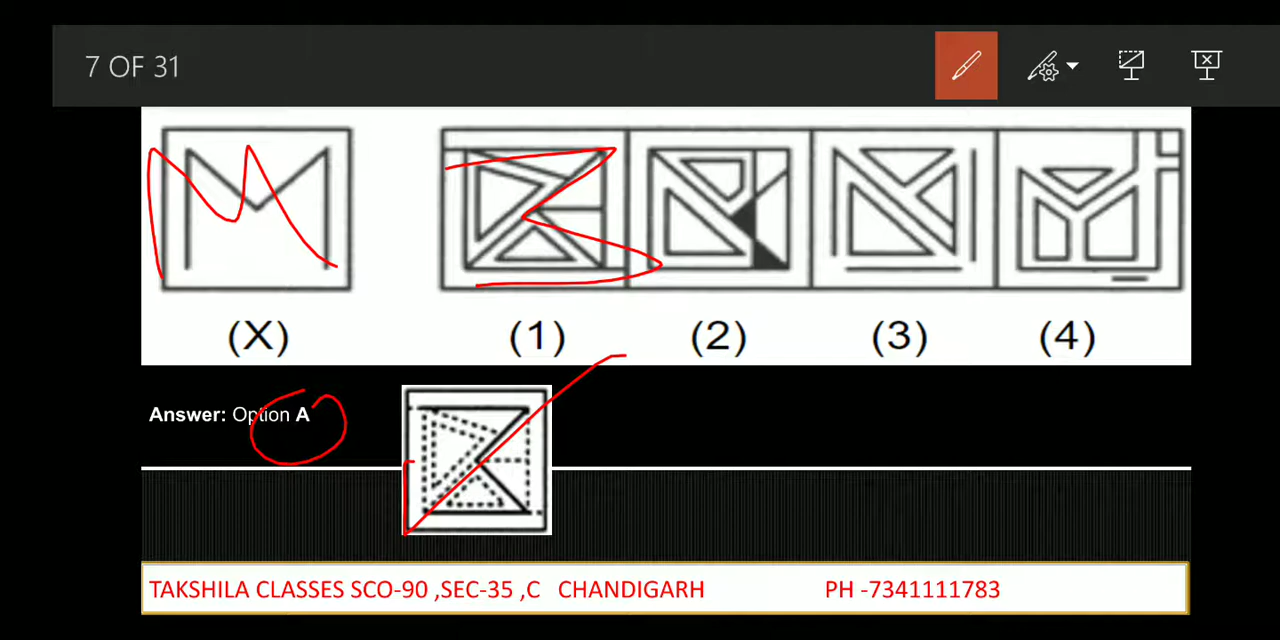 7 OF 31
(X) (1) (2) (3) (4)
Answer: Option A
TAKSHILA CLASSES SCO-90 ,SEC-35 ,C CHANDIGARH PH -7341111783